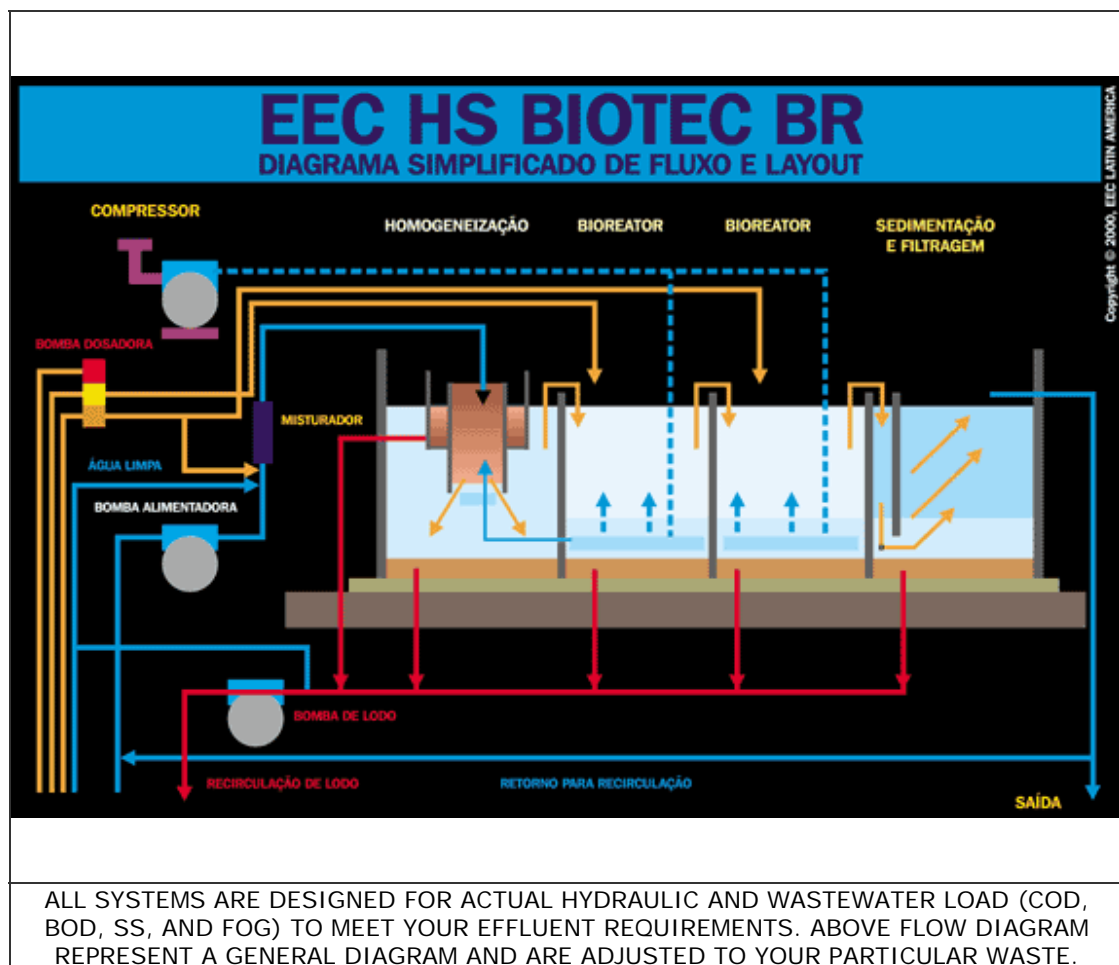 EEC HS BIOTEC BR
DIAGRAMA SIMPLIFICADO DE FLUXO E LAYOUT
Copyright © 2000, EEC LATIN AMERICA
COMPRESSOR
HOMOGENEIZAÇÃO
BIOREATOR
BIOREATOR
SEDIMENTAÇÃO
E FILTRAGEM
BOMBA DOSADORA
MISTURADOR
ÁGUA LIMPA
BOMBA ALIMENTADORA
BOMBA DE LODO
RECIRCULAÇÃO DE LODO
RETORNO PARA RECIRCULAÇÃO
SAÍDA
ALL SYSTEMS ARE DESIGNED FOR ACTUAL HYDRAULIC AND WASTEWATER LOAD (COD,
BOD, SS, AND FOG) TO MEET YOUR EFFLUENT REQUIREMENTS. ABOVE FLOW DIAGRAM
REPRESENT A GENERAL DIAGRAM AND ARE ADJUSTED TO YOUR PARTICULAR WASTE.